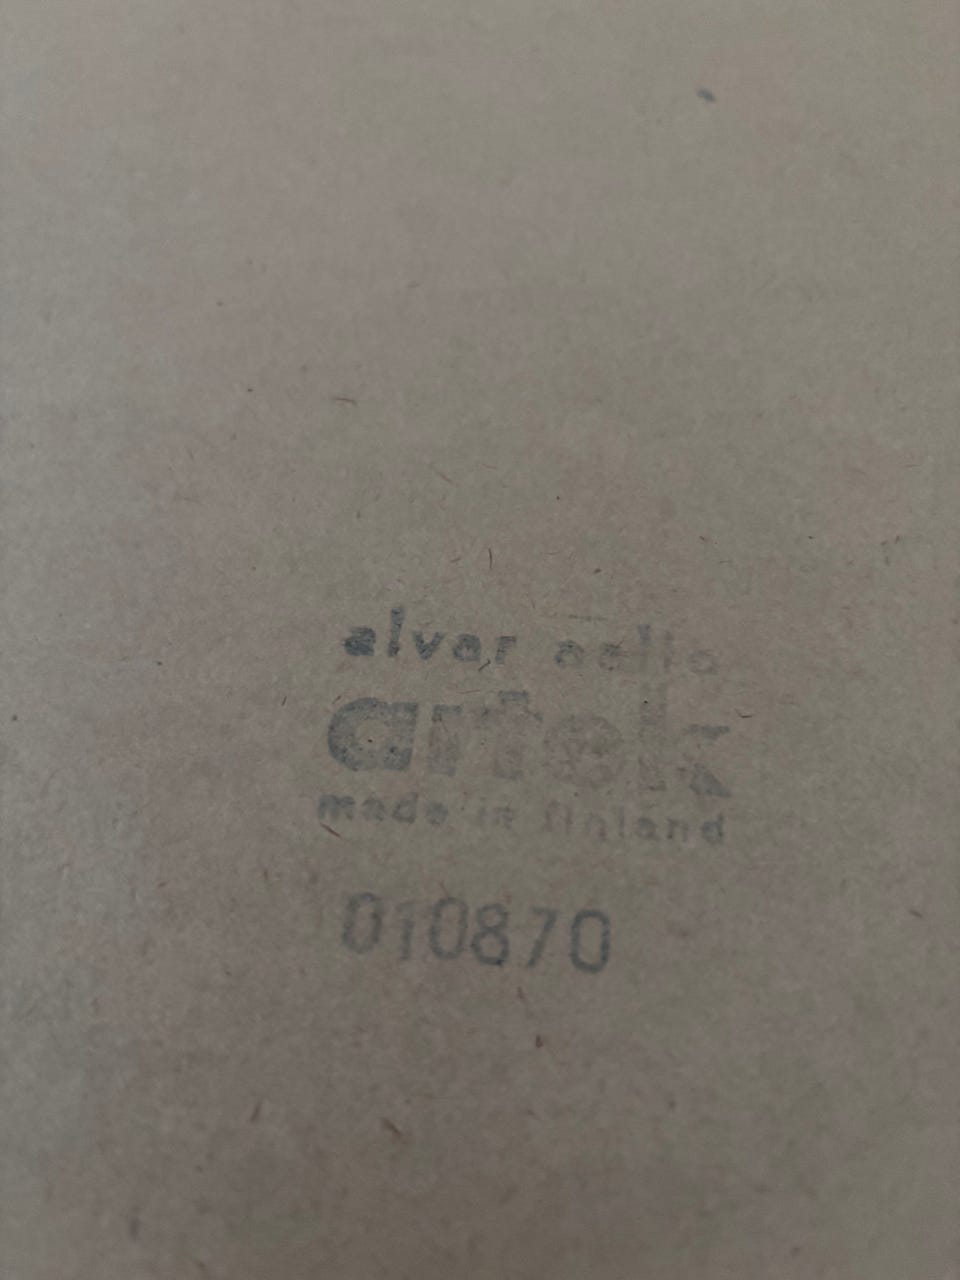 alvar aalto
artek
made in finland
010870